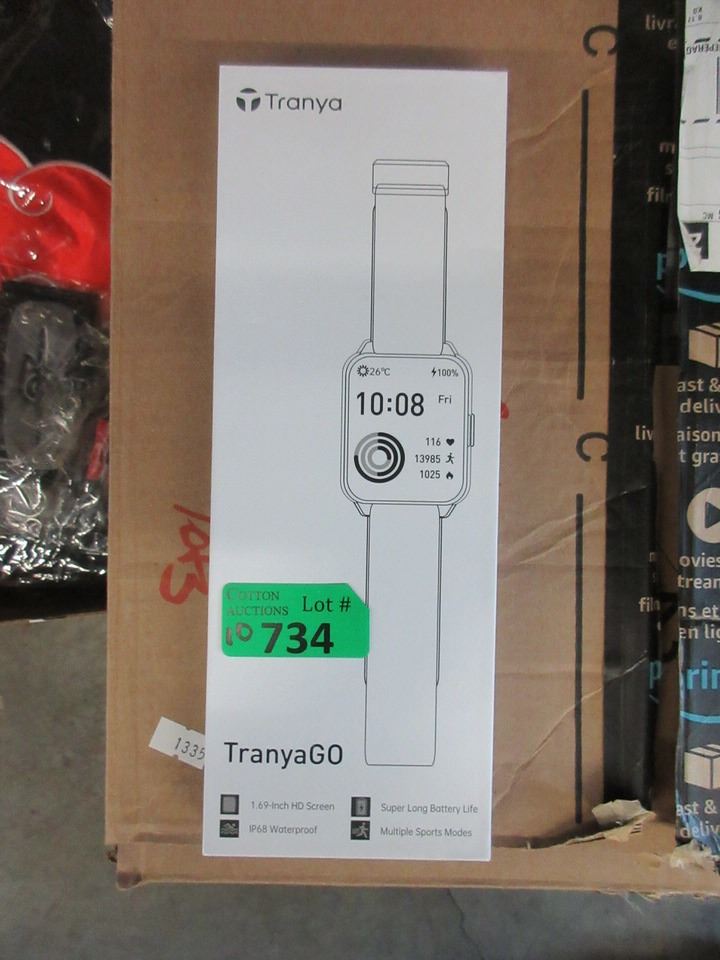 Tranya
26°C
100%
10:08
Fri
116
13985
1025
COTTON
AUCTIONS
Lot #
10 734
TranyaGO
1.69-Inch HD Screen
Super Long Battery Life
IP68 Waterproof
Multiple Sports Modes
1335
C
C